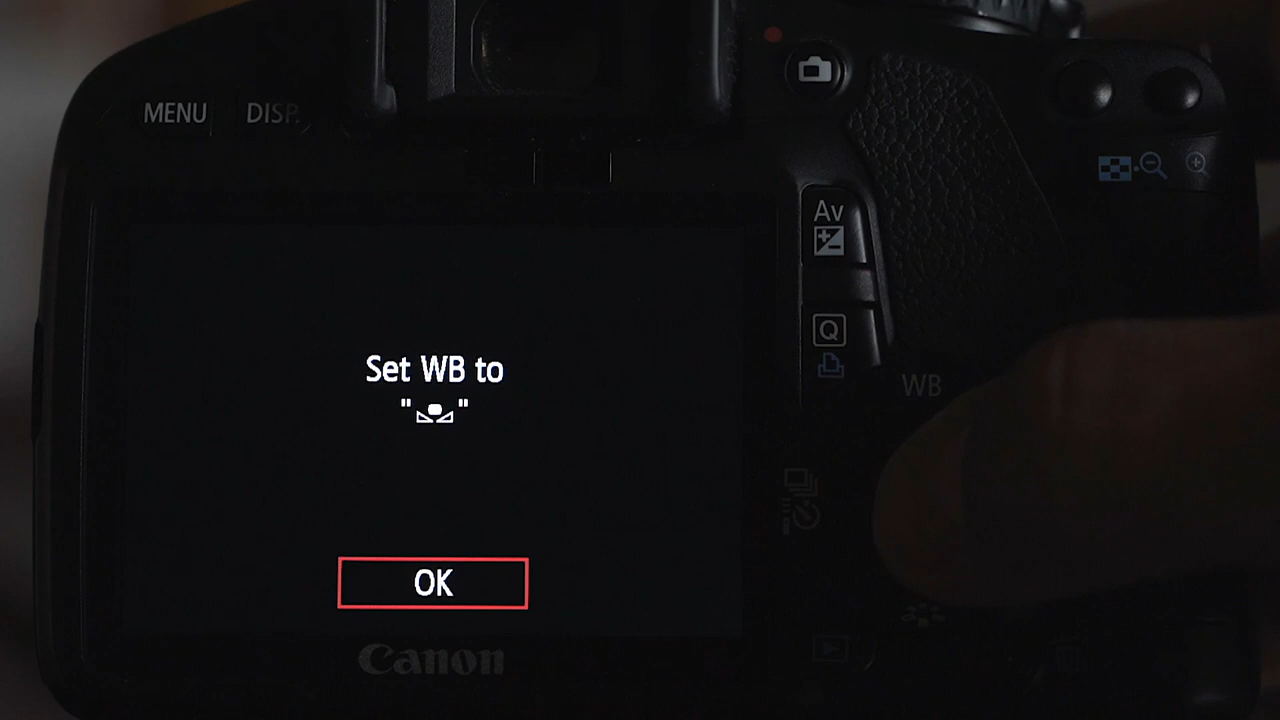 MENU DISP.
Av
Q
WB
Set WB to
" "
OK
Canon